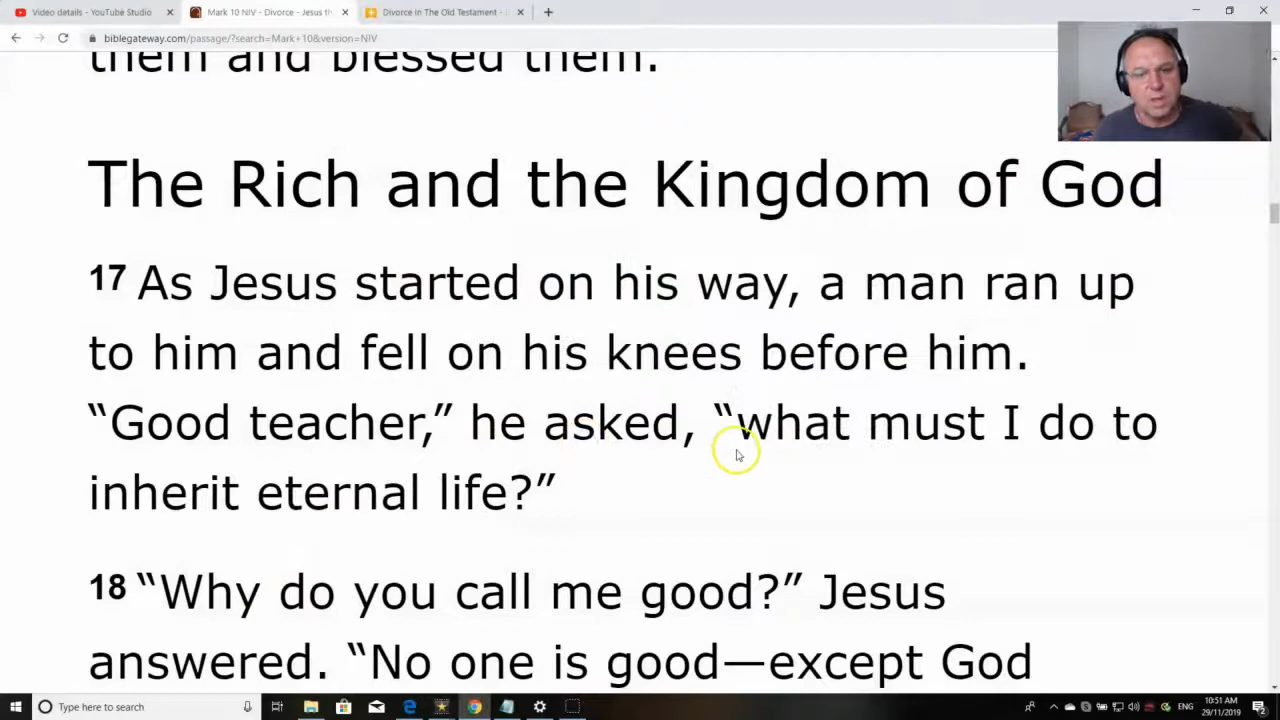 Video details - YouTube Studio
Mark 10 NIV - Divorce - Jesus th
Divorce In The Old Testament -
biblegateway.com/passage/?search=Mark+10&version=NIV
them and blessed them.
The Rich and the Kingdom of God
17 As Jesus started on his way, a man ran up
to him and fell on his knees before him.
“Good teacher,” he asked, “what must I do to
inherit eternal life?”
18 “Why do you call me good?” Jesus
answered. “No one is good—except God
Type here to search
ENG
10:51 AM
29/11/2019
2